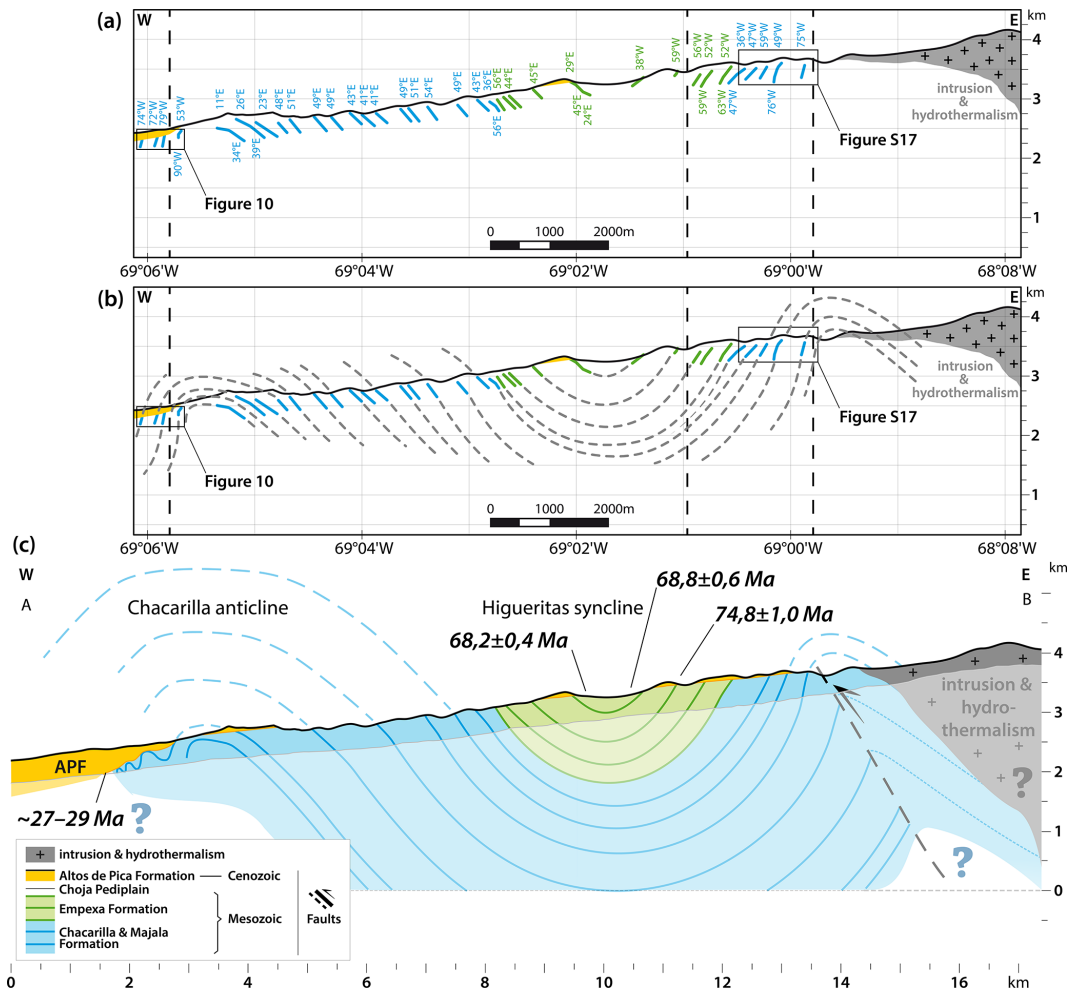 (a)
W
E
km
74°W
72°W
79°W
53°W
90°W
11°E
26°E
23°E
48°E
51°E
34°E
39°E
49°E
49°E
43°E
41°E
41°E
49°E
51°E
54°E
49°E
43°E
36°E
56°E
44°E
56°E
45°E
29°E
45°E
24°E
38°W
59°W
56°W
52°W
52°W
59°W
63°W
47°W
36°W
47°W
59°W
49°W
75°W
76°W
4
3
2
1
intrusion
&
hydrothermalism
Figure S17
Figure 10
0 1000 2000m
69°06'W 69°04'W 69°02'W 69°00'W 68°08'W
(b)
W
E
km
4
3
2
1
intrusion
&
hydrothermalism
Figure S17
Figure 10
0 1000 2000m
69°06'W 69°04'W 69°02'W 69°00'W 68°08'W
(c)
W
A
E
B
km
Chacarilla anticline
Higueritas syncline
68,8±0,6 Ma
74,8±1,0 Ma
68,2±0,4 Ma
4
3
2
1
0
intrusion &
hydro-
thermalism
?
?
?
APF
~27–29 Ma
intrusion & hydrothermalism
Altos de Pica Formation
Cenozoic
Choja Pediplain
Empexa Formation
Mesozoic
Faults
Chacarilla & Majala
Formation
0 2 4 6 8 10 12 14 16 km